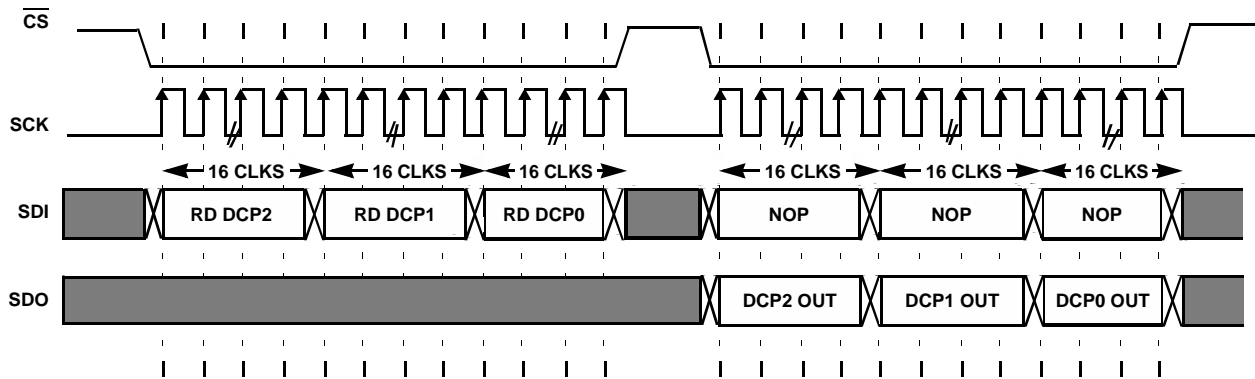 CS
SCK
16 CLKS 16 CLKS 16 CLKS 16 CLKS 16 CLKS 16 CLKS
SDI RD DCP2 RD DCP1 RD DCP0 NOP NOP NOP
SDO DCP2 OUT DCP1 OUT DCP0 OUT